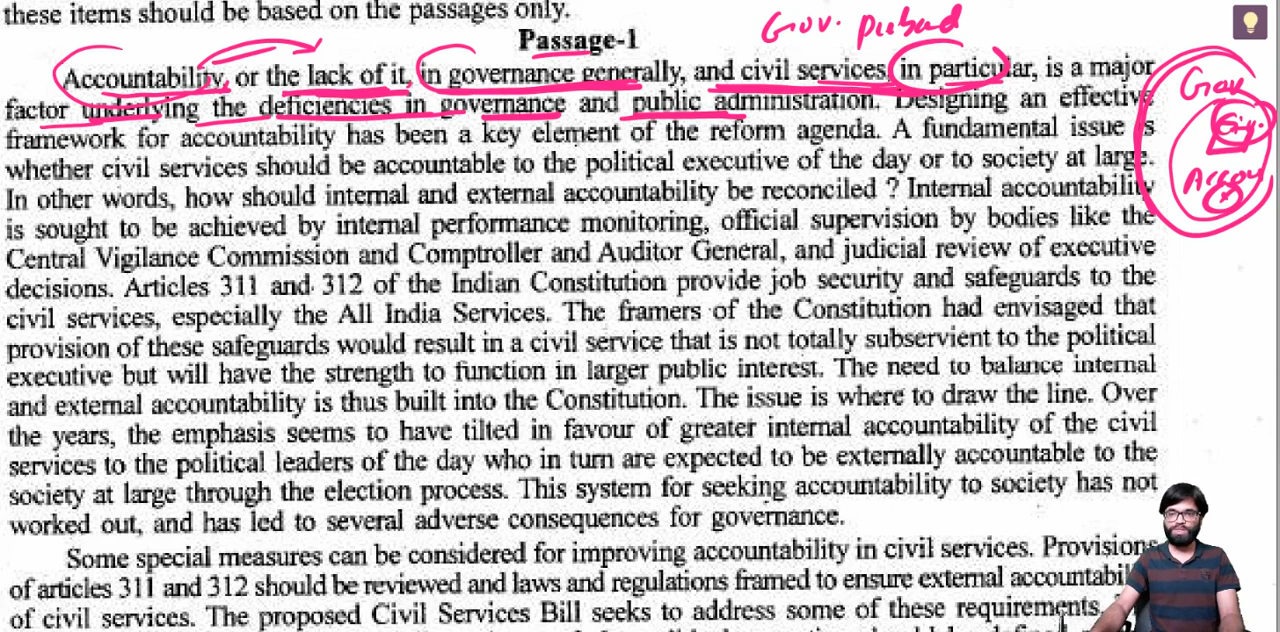 these items should be based on the passages only.
Gov. 
Passage-1
Accountability, or the lack of it, in governance generally, and civil services, in particular, is a major
factor underlying the deficiencies in governance and public administration. Designing an effective
framework for accountability has been a key element of the reform agenda. A fundamental issue is
whether civil services should be accountable to the political executive of the day or to society at large.
In other words, how should internal and external accountability be reconciled ? Internal accountability
is sought to be achieved by internal performance monitoring, official supervision by bodies like the
Central Vigilance Commission and Comptroller and Auditor General, and judicial review of executive
decisions. Articles 311 and 312 of the Indian Constitution provide job security and safeguards to the
civil services, especially the All India Services. The framers of the Constitution had envisaged that
provision of these safeguards would result in a civil service that is not totally subservient to the political
executive but will have the strength to function in larger public interest. The need to balance internal
and external accountability is thus built into the Constitution. The issue is where to draw the line. Over
the years, the emphasis seems to have tilted in favour of greater internal accountability of the civil
services to the political leaders of the day who in turn are expected to be externally accountable to the
society at large through the election process. This system for seeking accountability to society has not
worked out, and has led to several adverse consequences for governance.
Some special measures can be considered for improving accountability in civil services. Provisions
of articles 311 and 312 should be reviewed and laws and regulations framed to ensure external
of civil services. The proposed Civil Services Bill seeks to address some of these requirements.
Gov